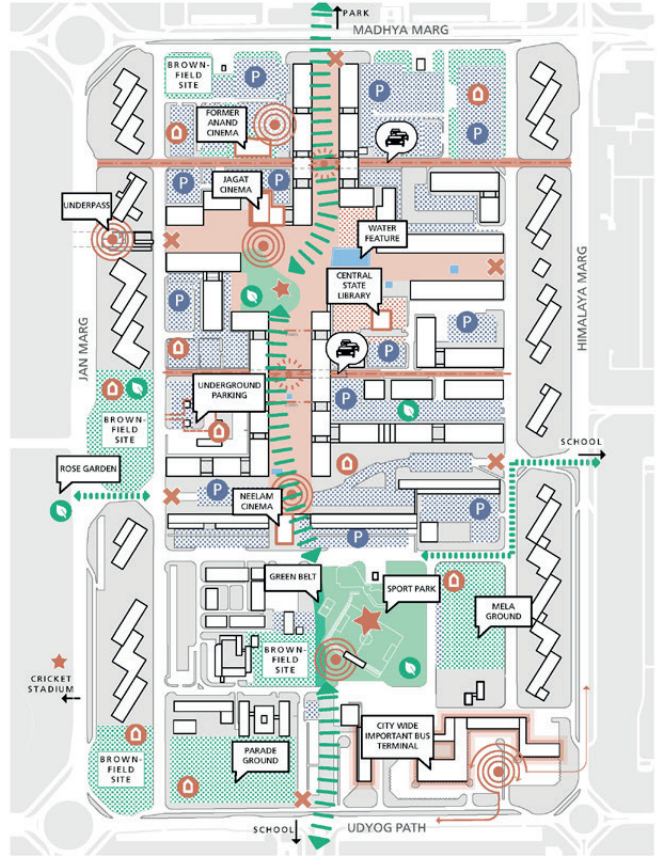 PARK
MADHYA MARG
BROWN-
FIELD
SITE
P
P
FORMER
ANAND
CINEMA
P
P
P
JAGAT
CINEMA
P
UNDERPASS
WATER
FEATURE
CENTRAL
STATE
LIBRARY
HIMALAYA MARG
JAN MARG
P
P
P
UNDERGROUND
PARKING
P
BROWN-
FIELD
SITE
SCHOOL
ROSE GARDEN
NEELAM
CINEMA
P
P
P
GREEN BELT
SPORT PARK
MELA
GROUND
BROWN-
FIELD
SITE
CRICKET
STADIUM
CITY WIDE
IMPORTANT BUS
TERMINAL
PARADE
GROUND
BROWN-
FIELD
SITE
SCHOOL
UDYOG PATH